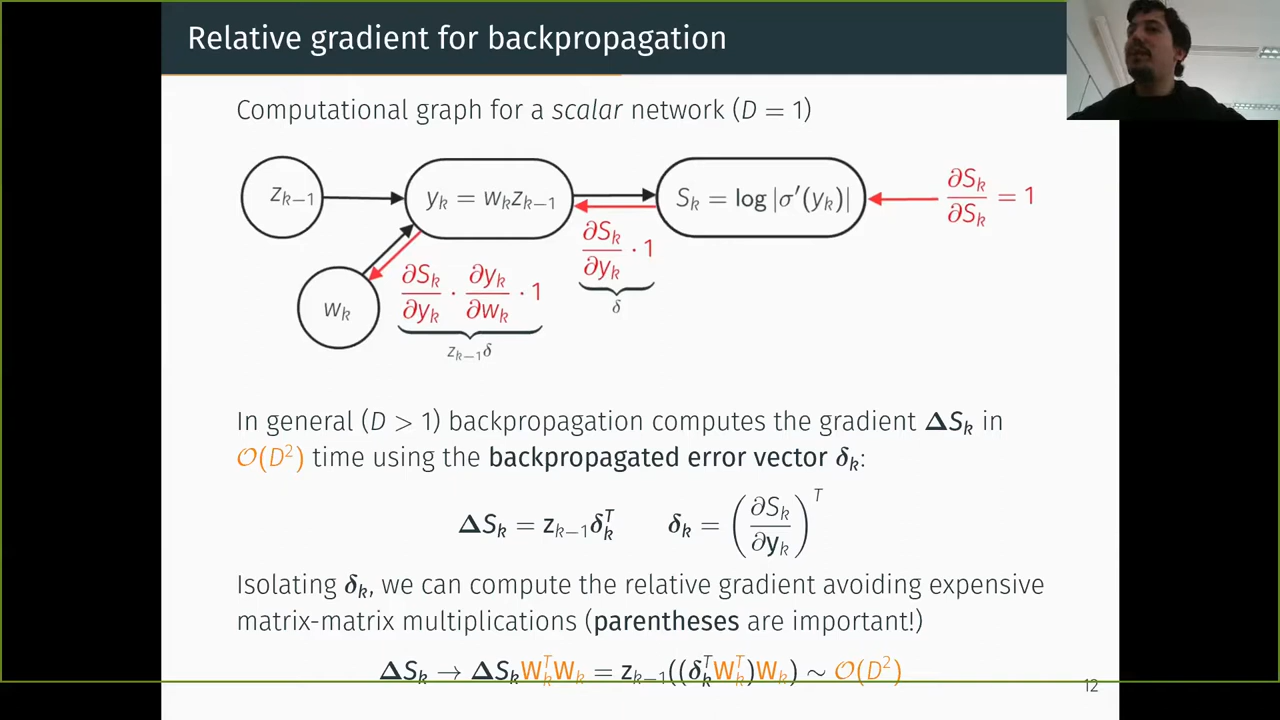 Relative gradient for backpropagation
Computational graph for a scalar network (D = 1)
z_{k−1}
y_k = w_k z_{k−1}
S_k = log |σ′(y_k)|
∂S_k/∂S_k = 1
∂S_k/∂y_k · 1
δ
w_k
∂S_k/∂y_k · ∂y_k/∂w_k · 1
z_{k−1}δ
In general (D > 1) backpropagation computes the gradient ΔS_k in
O(D²) time using the backpropagated error vector δ_k:
ΔS_k = z_{k−1}δ_k^T δ_k = (∂S_k/∂y_k)^T
Isolating δ_k, we can compute the relative gradient avoiding expensive
matrix-matrix multiplications (parentheses are important!)
ΔS_k → ΔS_k W_k^T W_k = z_{k−1}((δ_k^T W_k^T)W_k) ∼ O(D²)
12